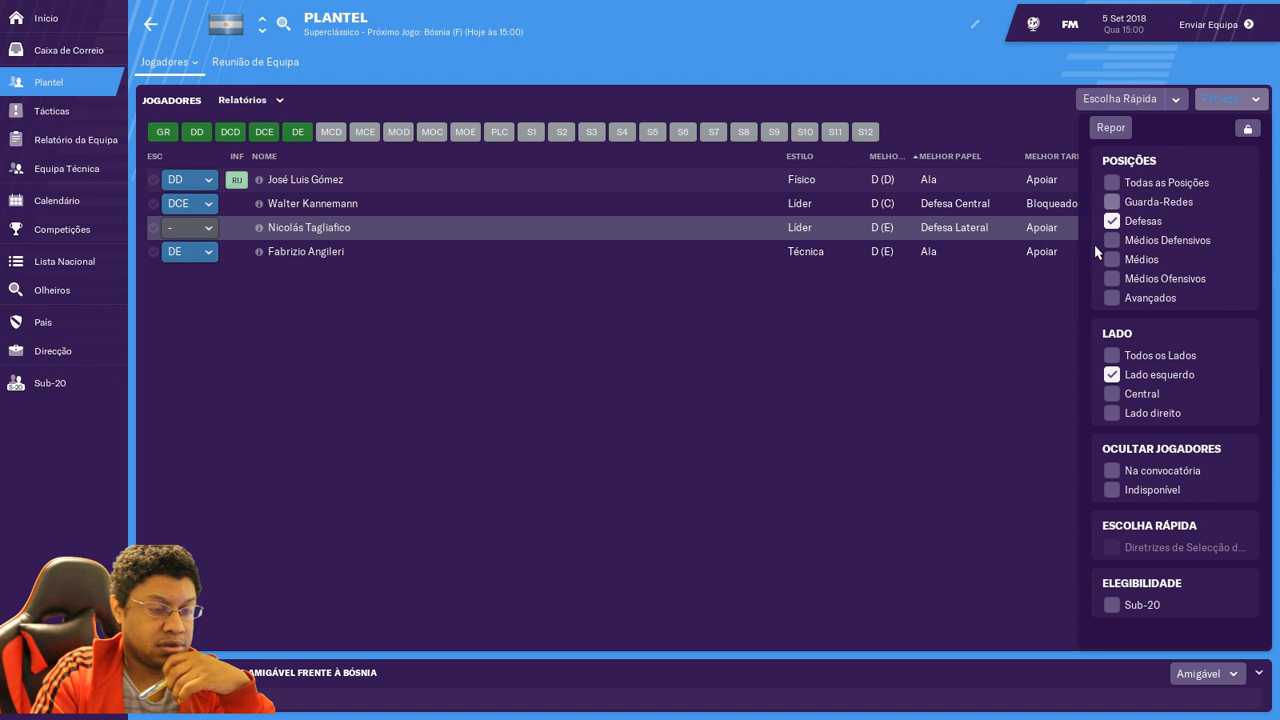 Início
Caixa de Correio
Plantel
Tácticas
Relatório da Equipa
Equipa Técnica
Calendário
Competições
Lista Nacional
Olheiros
País
Direcção
S-20 Sub-20
PLANTEL
Superclássico - Próximo Jogo: Bósnia (F) (Hoje às 15:00)
FM
5 Set 2018
Qua 15:00
Enviar Equipa
Jogadores
Reunião de Equipa
JOGADORES Relatórios
Escolha Rápida
Filtrado*
GR DD DCD DCE DE MCD MCE MOD MOC MOE PLC S1 S2 S3 S4 S5 S6 S7 S8 S9 S10 S11 S12
ESC INF NOME ESTILO MELHO... MELHOR PAPEL MELHOR TARE
DD RIJ José Luis Gómez Físico D (D) Ala Apoiar
DCE Walter Kannemann Líder D (C) Defesa Central Bloqueado
- Nicolás Tagliafico Líder D (E) Defesa Lateral Apoiar
DE Fabrizio Angileri Técnica D (E) Ala Apoiar
Repor
POSIÇÕES
Todas as Posições
Guarda-Redes
Defesas
Médios Defensivos
Médios
Médios Ofensivos
Avançados
LADO
Todos os Lados
Lado esquerdo
Central
Lado direito
OCULTAR JOGADORES
Na convocatória
Indisponível
ESCOLHA RÁPIDA
Diretrizes de Selecção d...
ELEGIBILIDADE
Sub-20
AMIGÁVEL FRENTE À BÓSNIA
Amigável